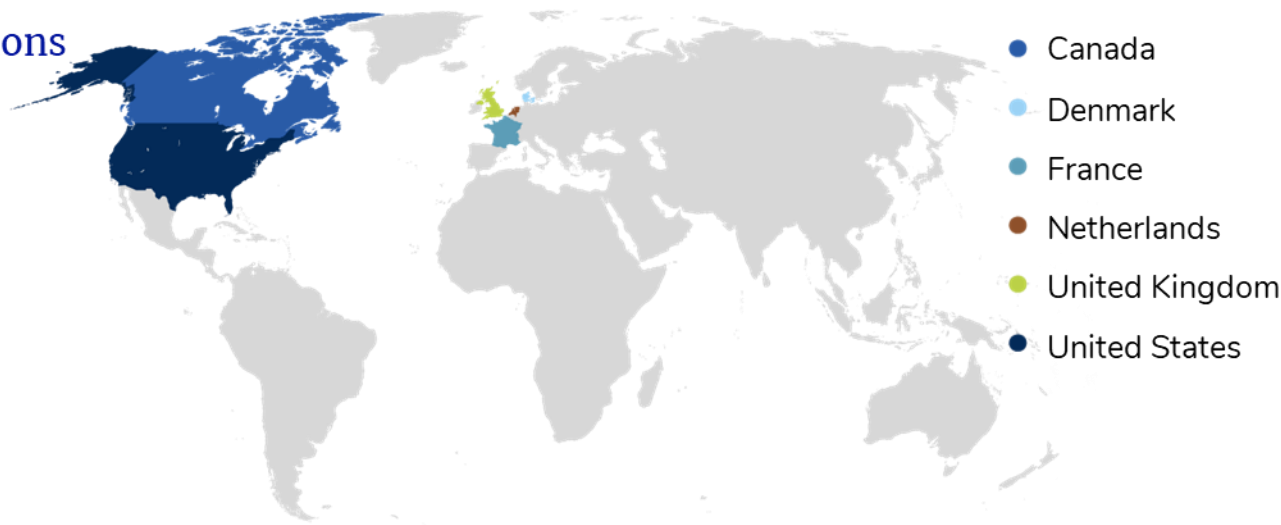 ons
Canada
Denmark
France
Netherlands
United Kingdom
United States